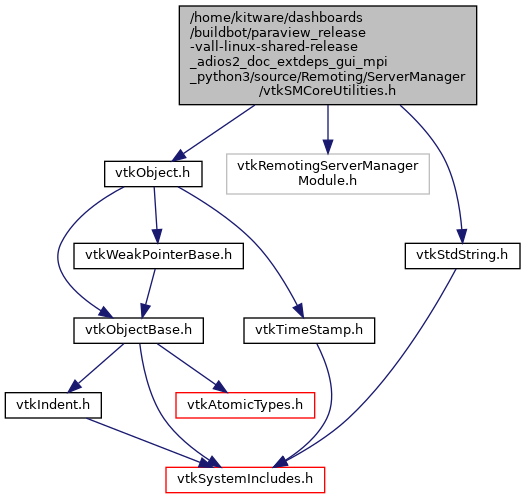 /home/kitware/dashboards
/buildbot/paraview_release
-vall-linux-shared-release
_adios2_doc_extdeps_gui_mpi
_python3/source/Remoting/ServerManager
/vtkSMCoreUtilities.h
vtkObject.h
vtkRemotingServerManager
Module.h
vtkWeakPointerBase.h
vtkStdString.h
vtkObjectBase.h
vtkTimeStamp.h
vtkIndent.h
vtkAtomicTypes.h
vtkSystemIncludes.h